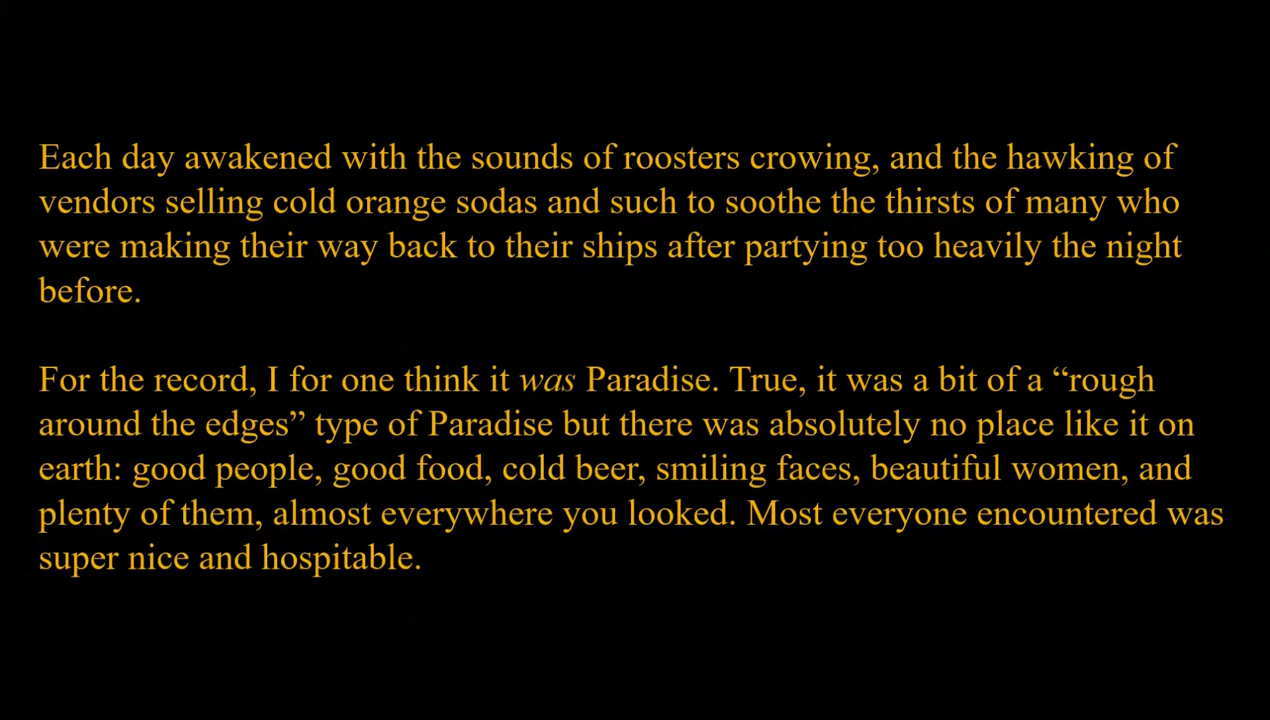 Each day awakened with the sounds of roosters crowing, and the hawking of
vendors selling cold orange sodas and such to soothe the thirsts of many who
were making their way back to their ships after partying too heavily the night
before.
For the record, I for one think it was Paradise. True, it was a bit of a “rough
around the edges” type of Paradise but there was absolutely no place like it on
earth: good people, good food, cold beer, smiling faces, beautiful women, and
plenty of them, almost everywhere you looked. Most everyone encountered was
super nice and hospitable.